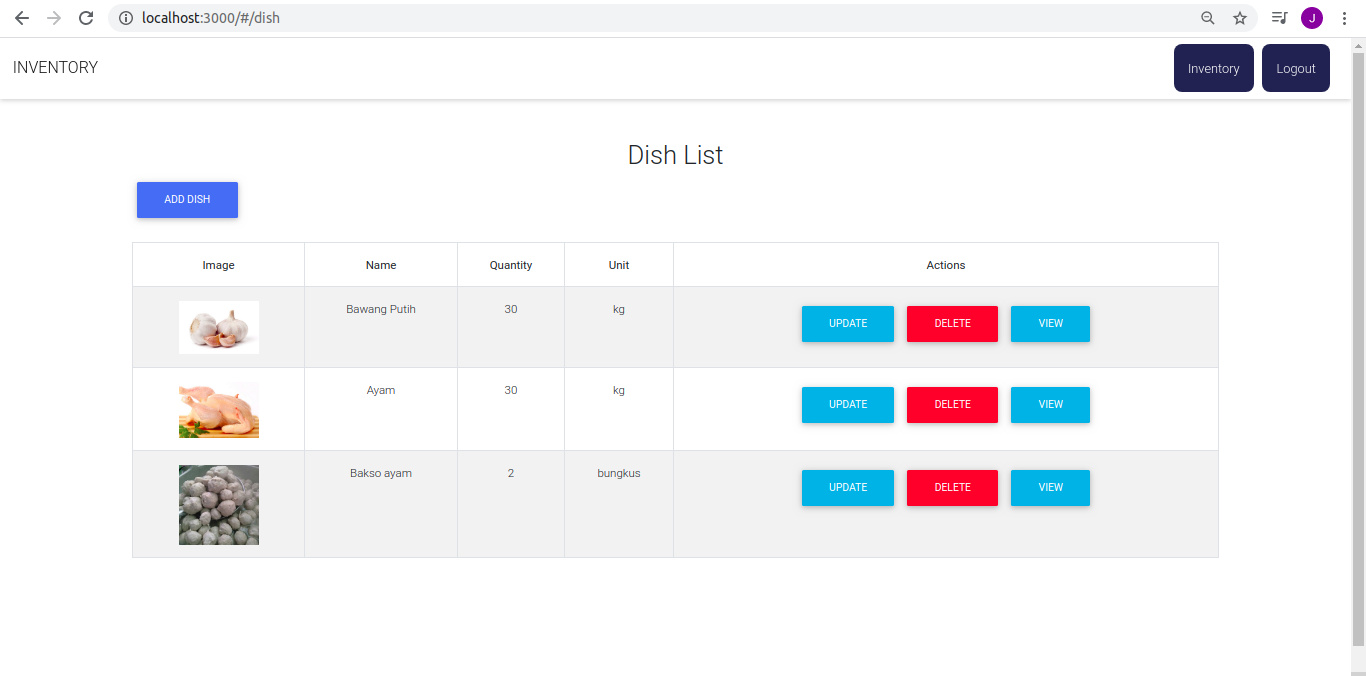 localhost:3000/#/dish
J
INVENTORY
Inventory
Logout
Dish List
ADD DISH
Image Name Quantity Unit Actions
Bawang Putih 30 kg UPDATE DELETE VIEW
Ayam 30 kg UPDATE DELETE VIEW
Bakso ayam 2 bungkus UPDATE DELETE VIEW